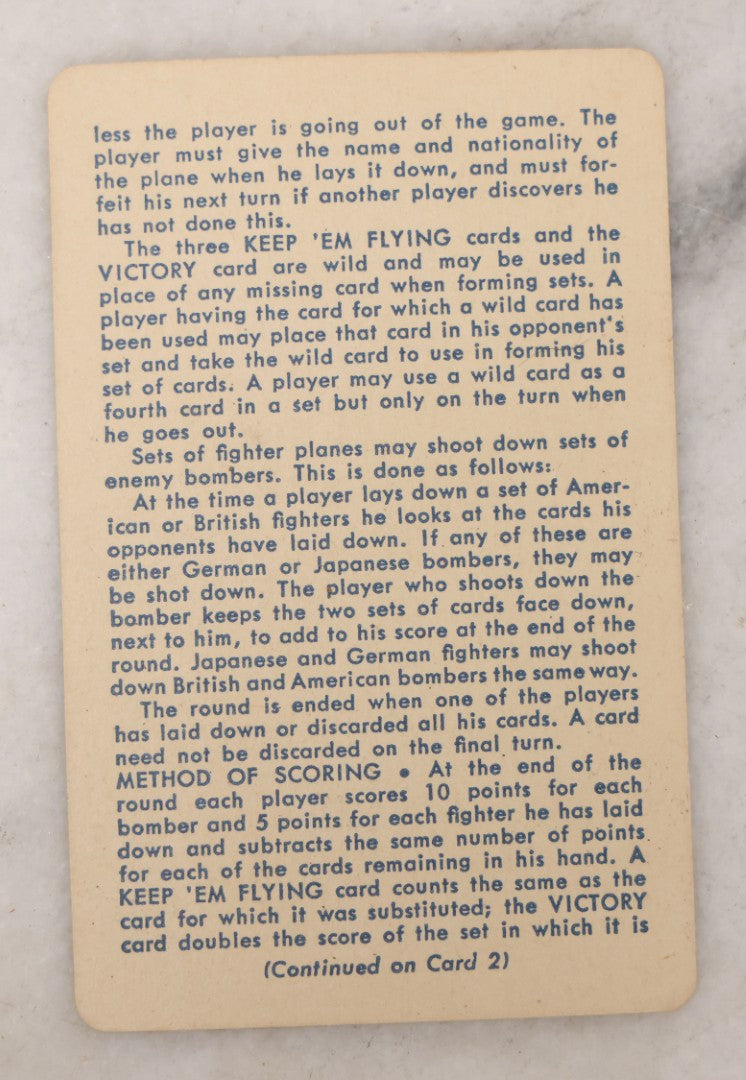 less the player is going out of the game. The
player must give the name and nationality of
the plane when he lays it down, and must for-
feit his next turn if another player discovers he
has not done this.
The three KEEP 'EM FLYING cards and the
VICTORY card are wild and may be used in
place of any missing card when forming sets. A
player having the card for which a wild card has
been used may place that card in his opponent's
set and take the wild card to use in forming his
set of cards. A player may use a wild card as a
fourth card in a set but only on the turn when
he goes out.
Sets of fighter planes may shoot down sets of
enemy bombers. This is done as follows:
At the time a player lays down a set of Amer-
ican or British fighters he looks at the cards his
opponents have laid down. If any of these are
either German or Japanese bombers, they may
be shot down. The player who shoots down the
bomber keeps the two sets of cards face down,
next to him, to add to his score at the end of the
round. Japanese and German fighters may shoot
down British and American bombers the same way.
The round is ended when one of the players
has laid down or discarded all his cards. A card
need not be discarded on the final turn.
METHOD OF SCORING • At the end of the
round each player scores 10 points for each
bomber and 5 points for each fighter he has laid
down and subtracts the same number of points
for each of the cards remaining in his hand. A
KEEP 'EM FLYING card counts the same as the
card for which it was substituted; the VICTORY
card doubles the score of the set in which it is
(Continued on Card 2)